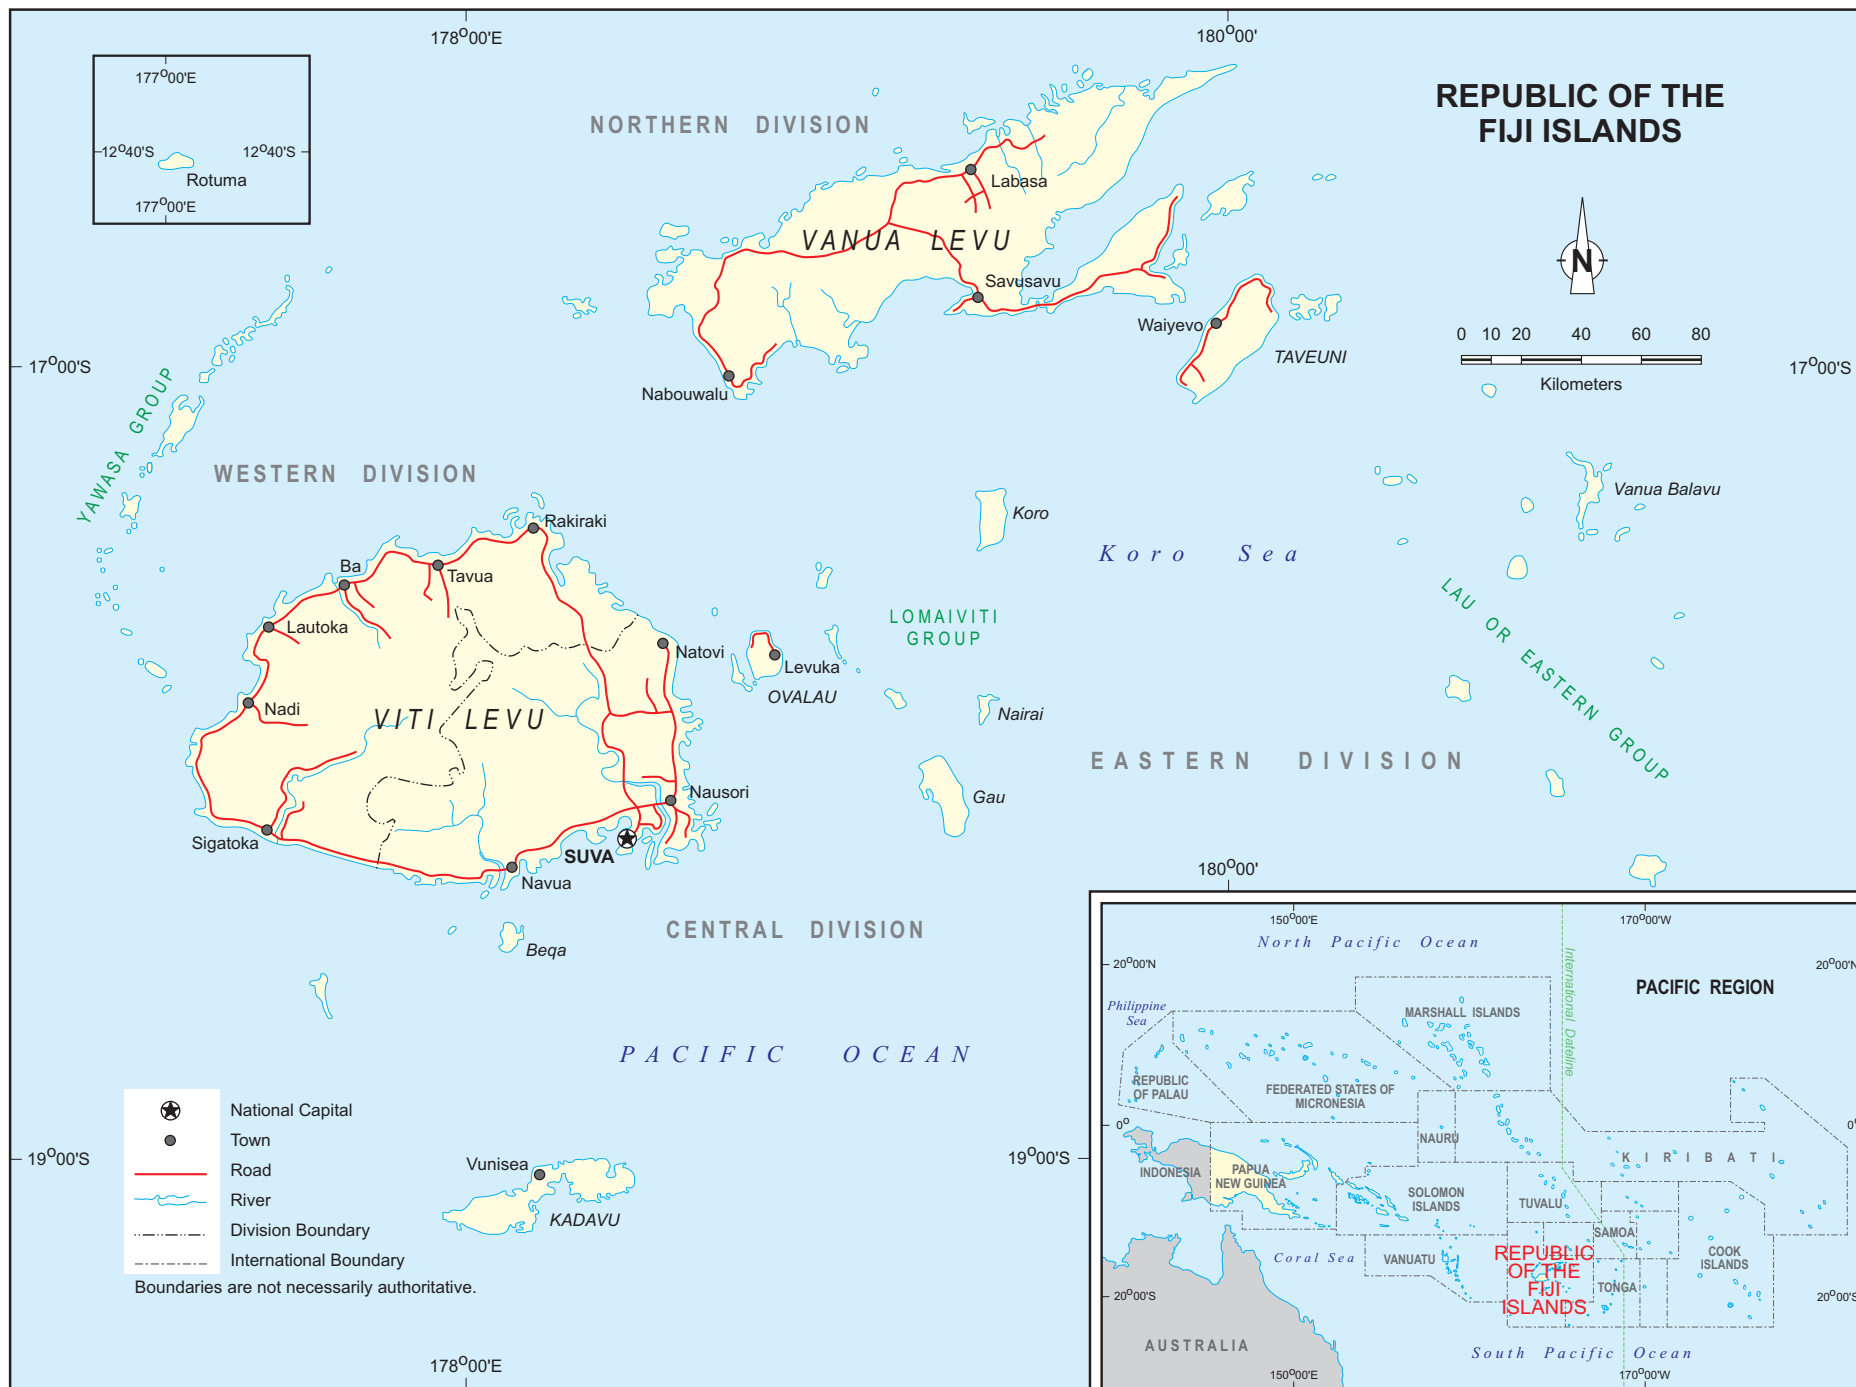 178°00'E
180°00'
177°00'E
12°40'S
12°40'S
Rotuma
177°00'E
NORTHERN DIVISION
REPUBLIC OF THE
FIJI ISLANDS
Labasa
VANUA LEVU
N
Savusavu
Waiyevo
TAVEUNI
0 10 20 40 60 80
Kilometers
17°00'S
17°00'S
Nabouwalu
YAWASA GROUP
WESTERN DIVISION
Vanua Balavu
Koro
Rakiraki
Koro Sea
Ba
Tavua
LAU OR EASTERN GROUP
Lautoka
LOMAIVITI
GROUP
Natovi
Levuka
OVALAU
Nadi
VITI LEVU
Nairai
EASTERN DIVISION
Nausori
Gau
Sigatoka
SUVA
Navua
180°00'
CENTRAL DIVISION
Beqa
PACIFIC OCEAN
National Capital
Town
Road
River
Division Boundary
International Boundary
Boundaries are not necessarily authoritative.
Vunisea
KADAVU
19°00'S
19°00'S
178°00'E
150°00'E
170°00'W
North Pacific Ocean
International Dateline
20°00'N
20°00'N
PACIFIC REGION
Philippine
Sea
MARSHALL ISLANDS
REPUBLIC
OF PALAU
FEDERATED STATES OF
MICRONESIA
0°
0°
NAURU
KIRIBATI
INDONESIA
PAPUA
NEW GUINEA
SOLOMON
ISLANDS
TUVALU
SAMOA
COOK
ISLANDS
Coral Sea
VANUATU
REPUBLIC
OF THE
FIJI
ISLANDS
TONGA
20°00'S
20°00'S
AUSTRALIA
South Pacific Ocean
150°00'E
170°00'W